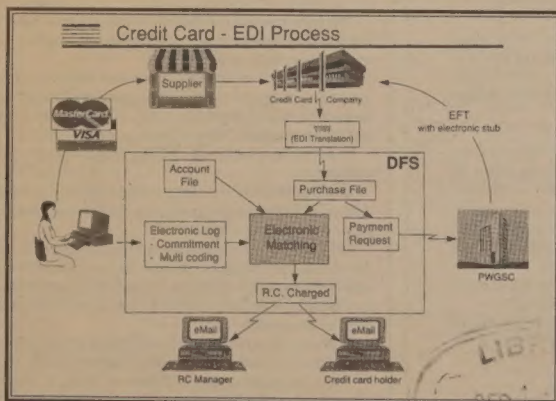 Credit Card - EDI Process
Supplier
Credit Card Company
MasterCard
VISA
(EDI Translation)
EFT
with electronic stub
DFS
Account
File
Purchase File
Electronic Log
- Commitment
- Multi coding
Electronic
Matching
Payment
Request
PWGSC
R.C. Charged
eMail
eMail
RC Manager
Credit card holder
LIB